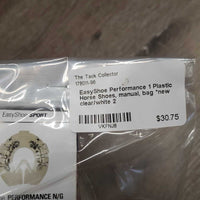 The Tack Collector
EasyShoe Performance 1 Plastic
Horse Shoes, manual, bag *new
clear/white 2
$30.75
VKFNJ8
EasyShoe SPORT
PERFORMANCE N/G